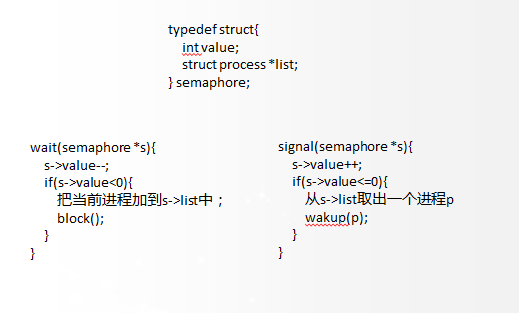 typedef struct{
int value;
struct process *list;
} semaphore;
wait(semaphore *s){
s->value--;
if(s->value<0){
把当前进程加到s->list中；
block();
}
}
signal(semaphore *s){
s->value++;
if(s->value<=0){
从s->list取出一个进程p
wakup(p);
}
}